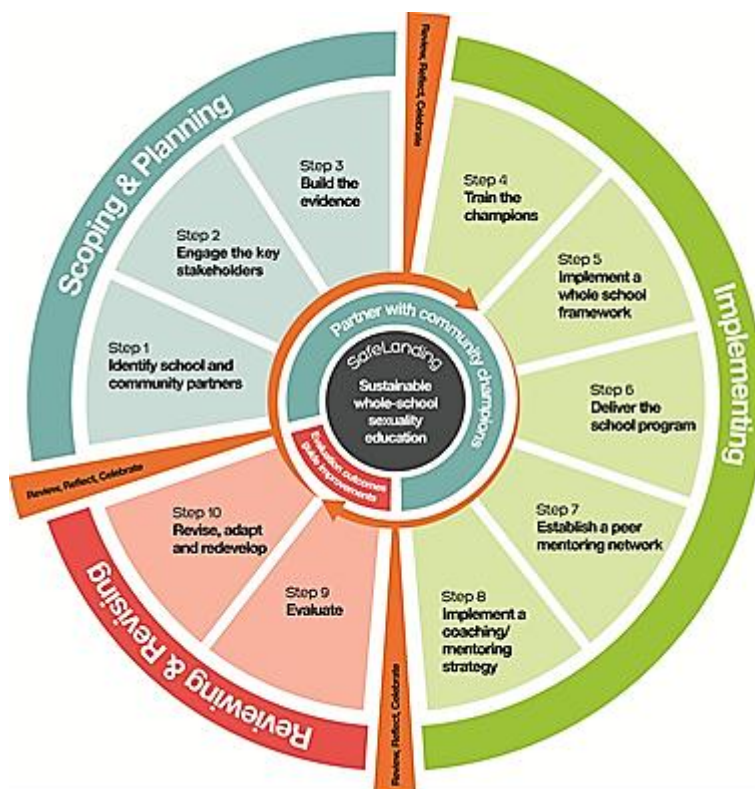 Scoping & Planning
Step 1
Identify school and
community partners
Step 2
Engage the key
stakeholders
Step 3
Build the
evidence
Review, Reflect, Celebrate
Implementing
Step 4
Train the
champions
Step 5
Implement a
whole school
framework
Step 6
Deliver the
school program
Step 7
Establish a peer
mentoring network
Step 8
Implement a
coaching/
mentoring
strategy
Review, Reflect, Celebrate
Reviewing & Revising
Step 9
Evaluate
Step 10
Revise, adapt
and redevelop
Review, Reflect, Celebrate
Partner with community champions
Evaluation outcomes
guide improvements
SafeLanding
Sustainable
whole-school
sexuality
education